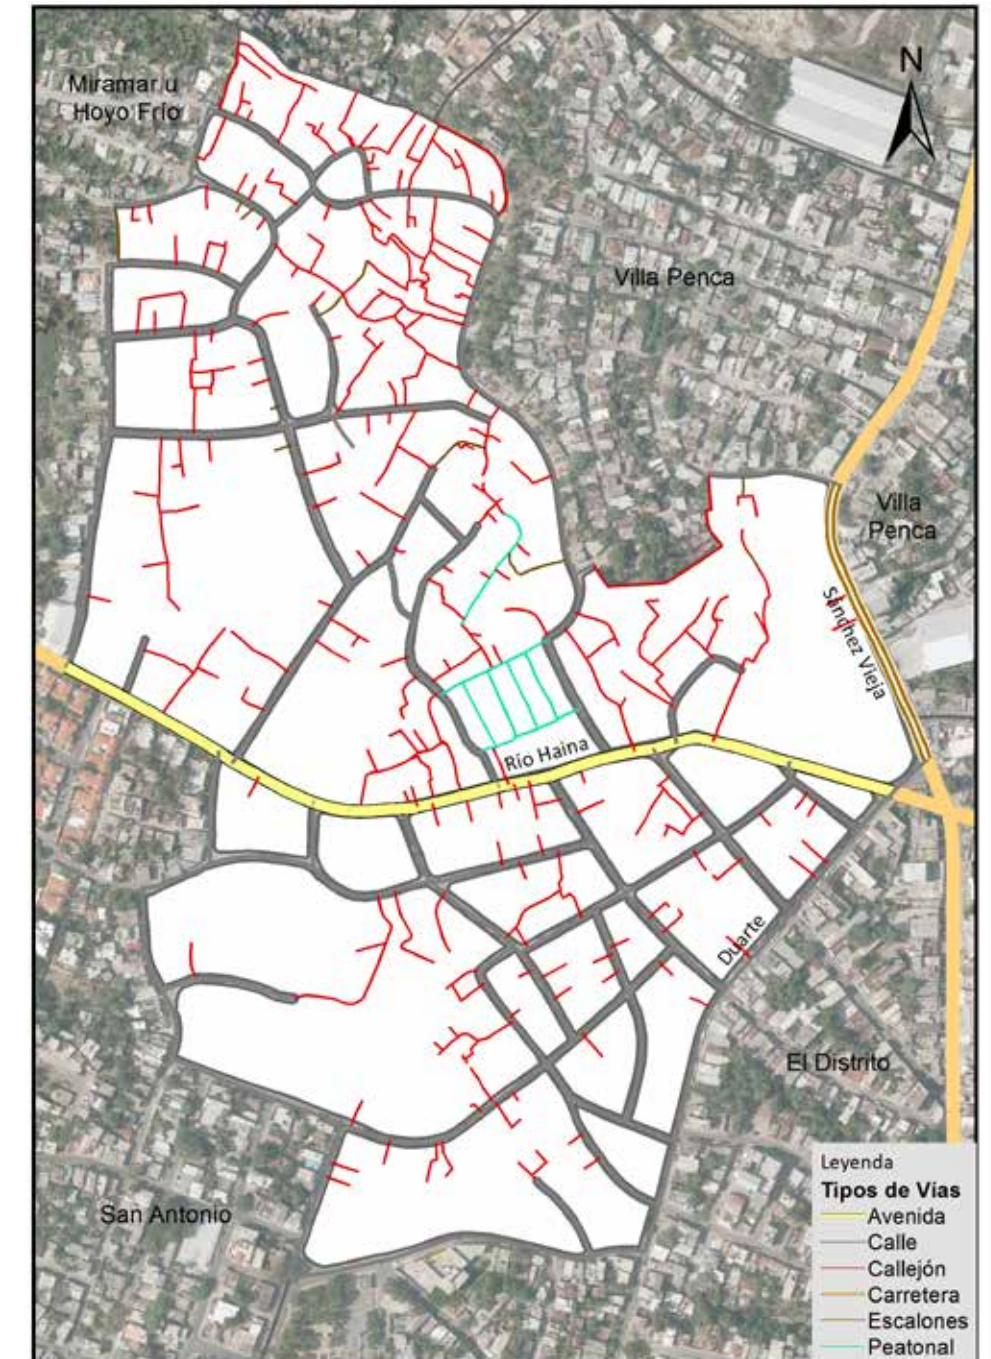 N
Miramar u
Hoyo Frío
Villa Penca
Villa
Penca
Sánchez Vieja
Río Haina
Duarte
El Distrito
San Antonio
Leyenda
Tipos de Vías
Avenida
Calle
Callejón
Carretera
Escalones
Peatonal